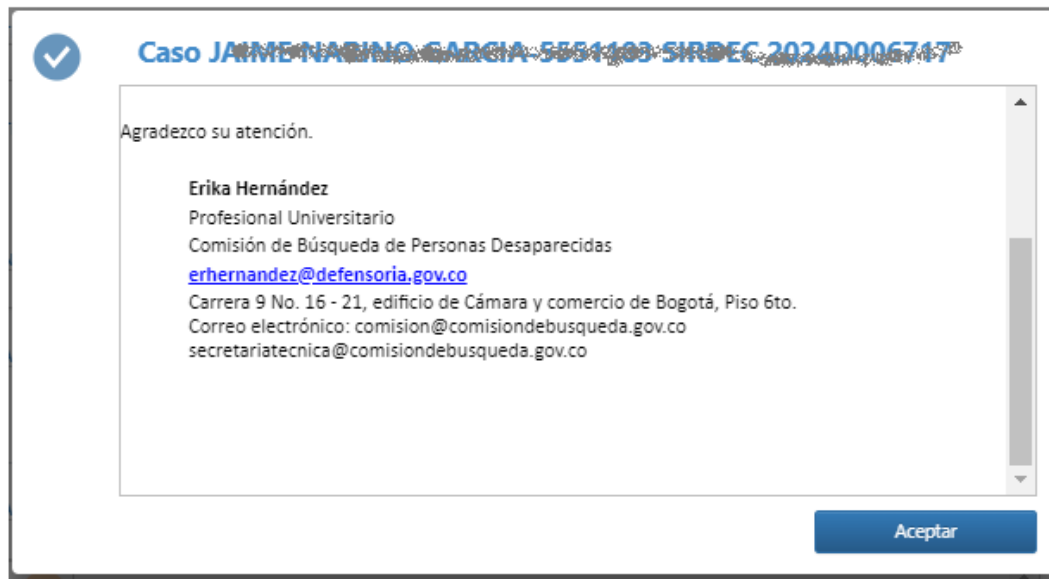 Caso
Agradezco su atención.
Erika Hernández
Profesional Universitario
Comisión de Búsqueda de Personas Desaparecidas
erhernandez@defensoria.gov.co
Carrera 9 No. 16 - 21, edificio de Cámara y comercio de Bogotá, Piso 6to.
Correo electrónico: comision@comisiondebusqueda.gov.co
secretariatecnica@comisiondebusqueda.gov.co
Aceptar